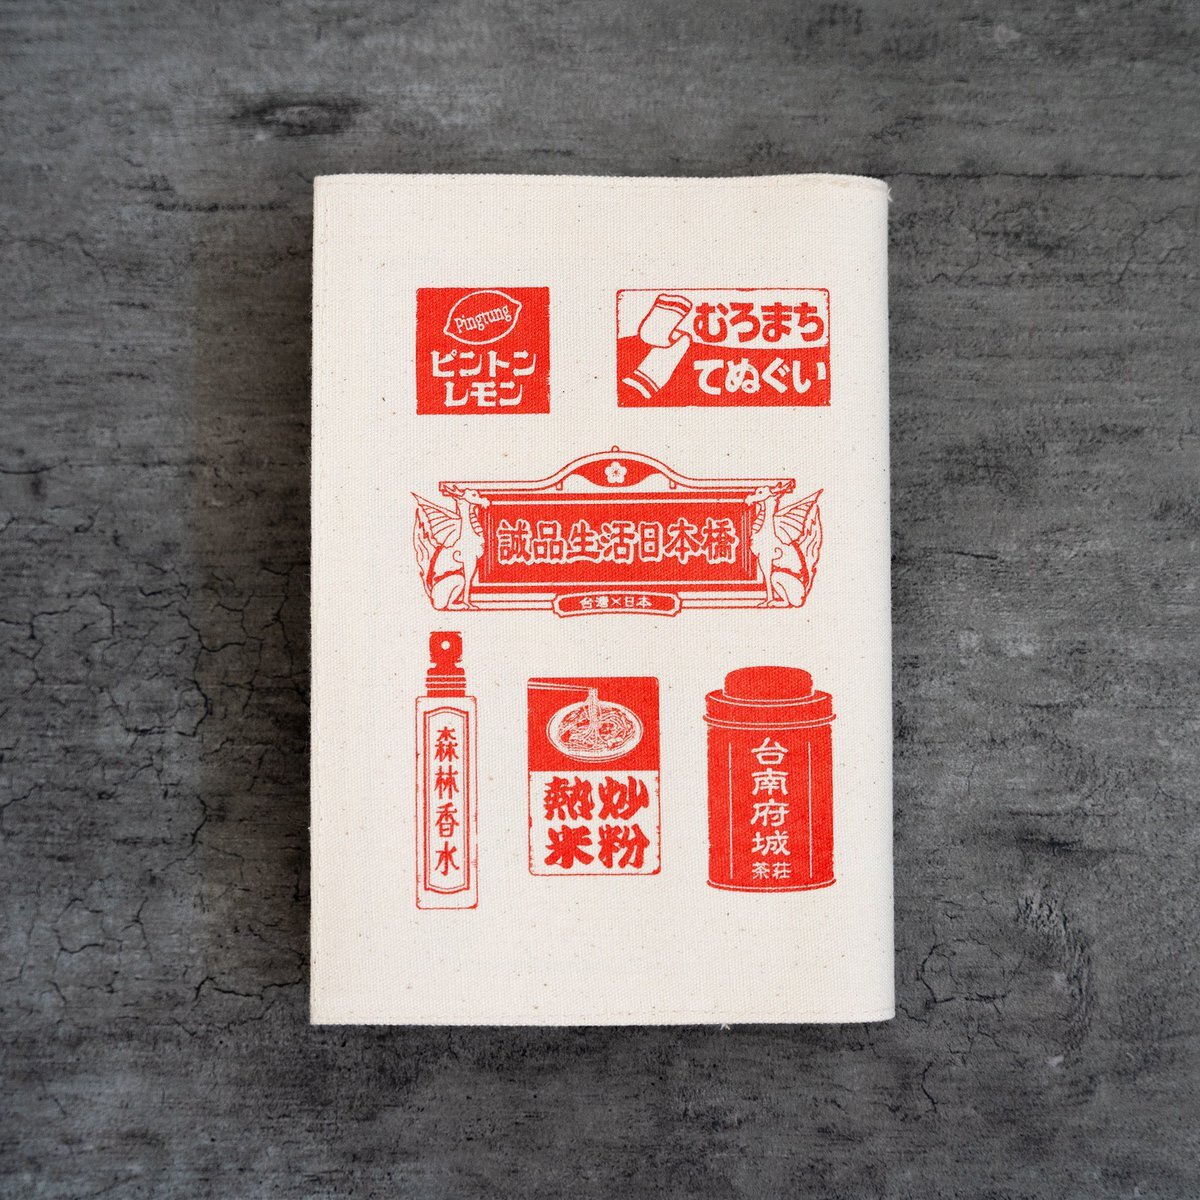 Pingtung
ピントン
レモン
むろまち
てぬぐい
誠品生活日本橋
台灣×日本
森林香水
熱炒
米粉
台南府城
茶荘